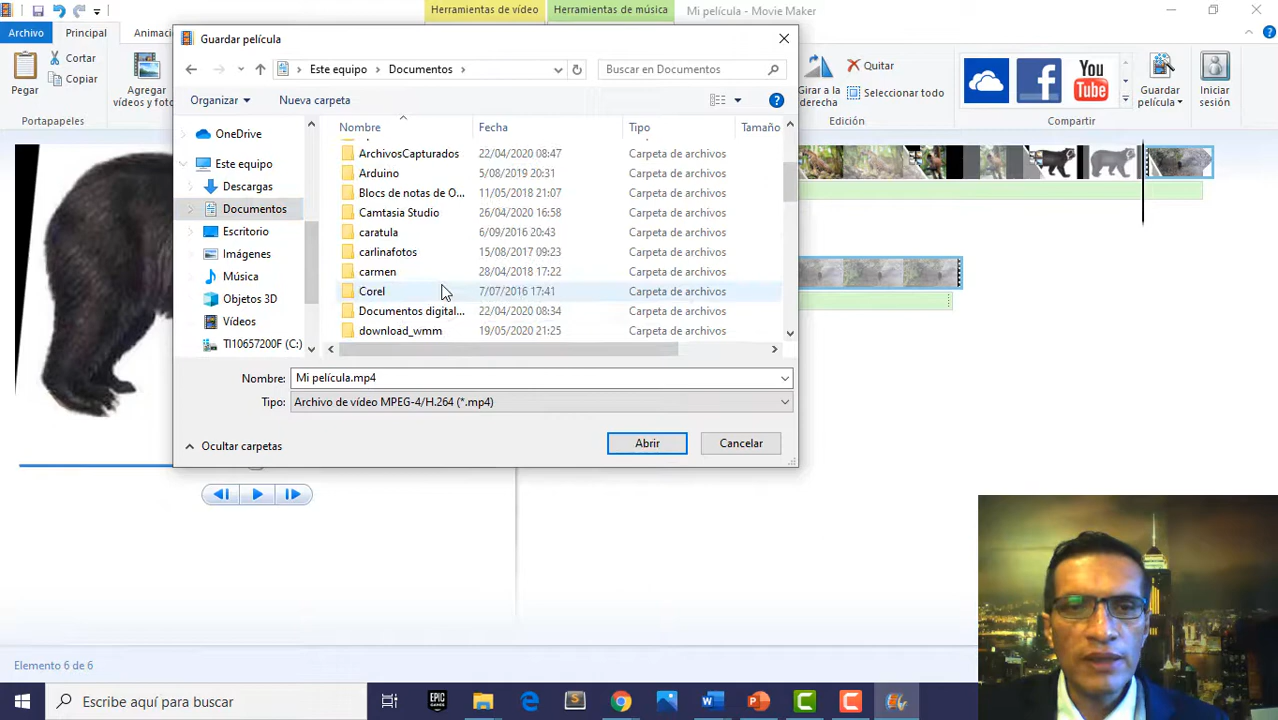 Herramientas de vídeo
Herramientas de música
Mi película - Movie Maker
Archivo
Principal
Animaci
Pegar
Cortar
Copiar
Portapapeles
Agregar
vídeos y foto
Girar a la
derecha
Quitar
Seleccionar todo
Edición
You
Tube
Compartir
Guardar
película
Iniciar
sesión
Guardar película
Este equipo
Documentos
Buscar en Documentos
Organizar
Nueva carpeta
OneDrive
Este equipo
Descargas
Documentos
Escritorio
Imágenes
Música
Objetos 3D
Vídeos
TI10657200F (C:)
Nombre Fecha Tipo Tamaño
ArchivosCapturados 22/04/2020 08:47 Carpeta de archivos
Arduino 5/08/2019 20:31 Carpeta de archivos
Blocs de notas de O... 11/05/2018 21:07 Carpeta de archivos
Camtasia Studio 26/04/2020 16:58 Carpeta de archivos
caratula 6/09/2016 20:43 Carpeta de archivos
carlinafotos 15/08/2017 09:23 Carpeta de archivos
carmen 28/04/2018 17:22 Carpeta de archivos
Corel 7/07/2016 17:41 Carpeta de archivos
Documentos digital... 22/04/2020 08:34 Carpeta de archivos
download_wmm 19/05/2020 21:25 Carpeta de archivos
Nombre: Mi película.mp4
Tipo: Archivo de vídeo MPEG-4/H.264 (*.mp4)
Ocultar carpetas
Abrir
Cancelar
Elemento 6 de 6
Escribe aquí para buscar
EPIC
GAMES